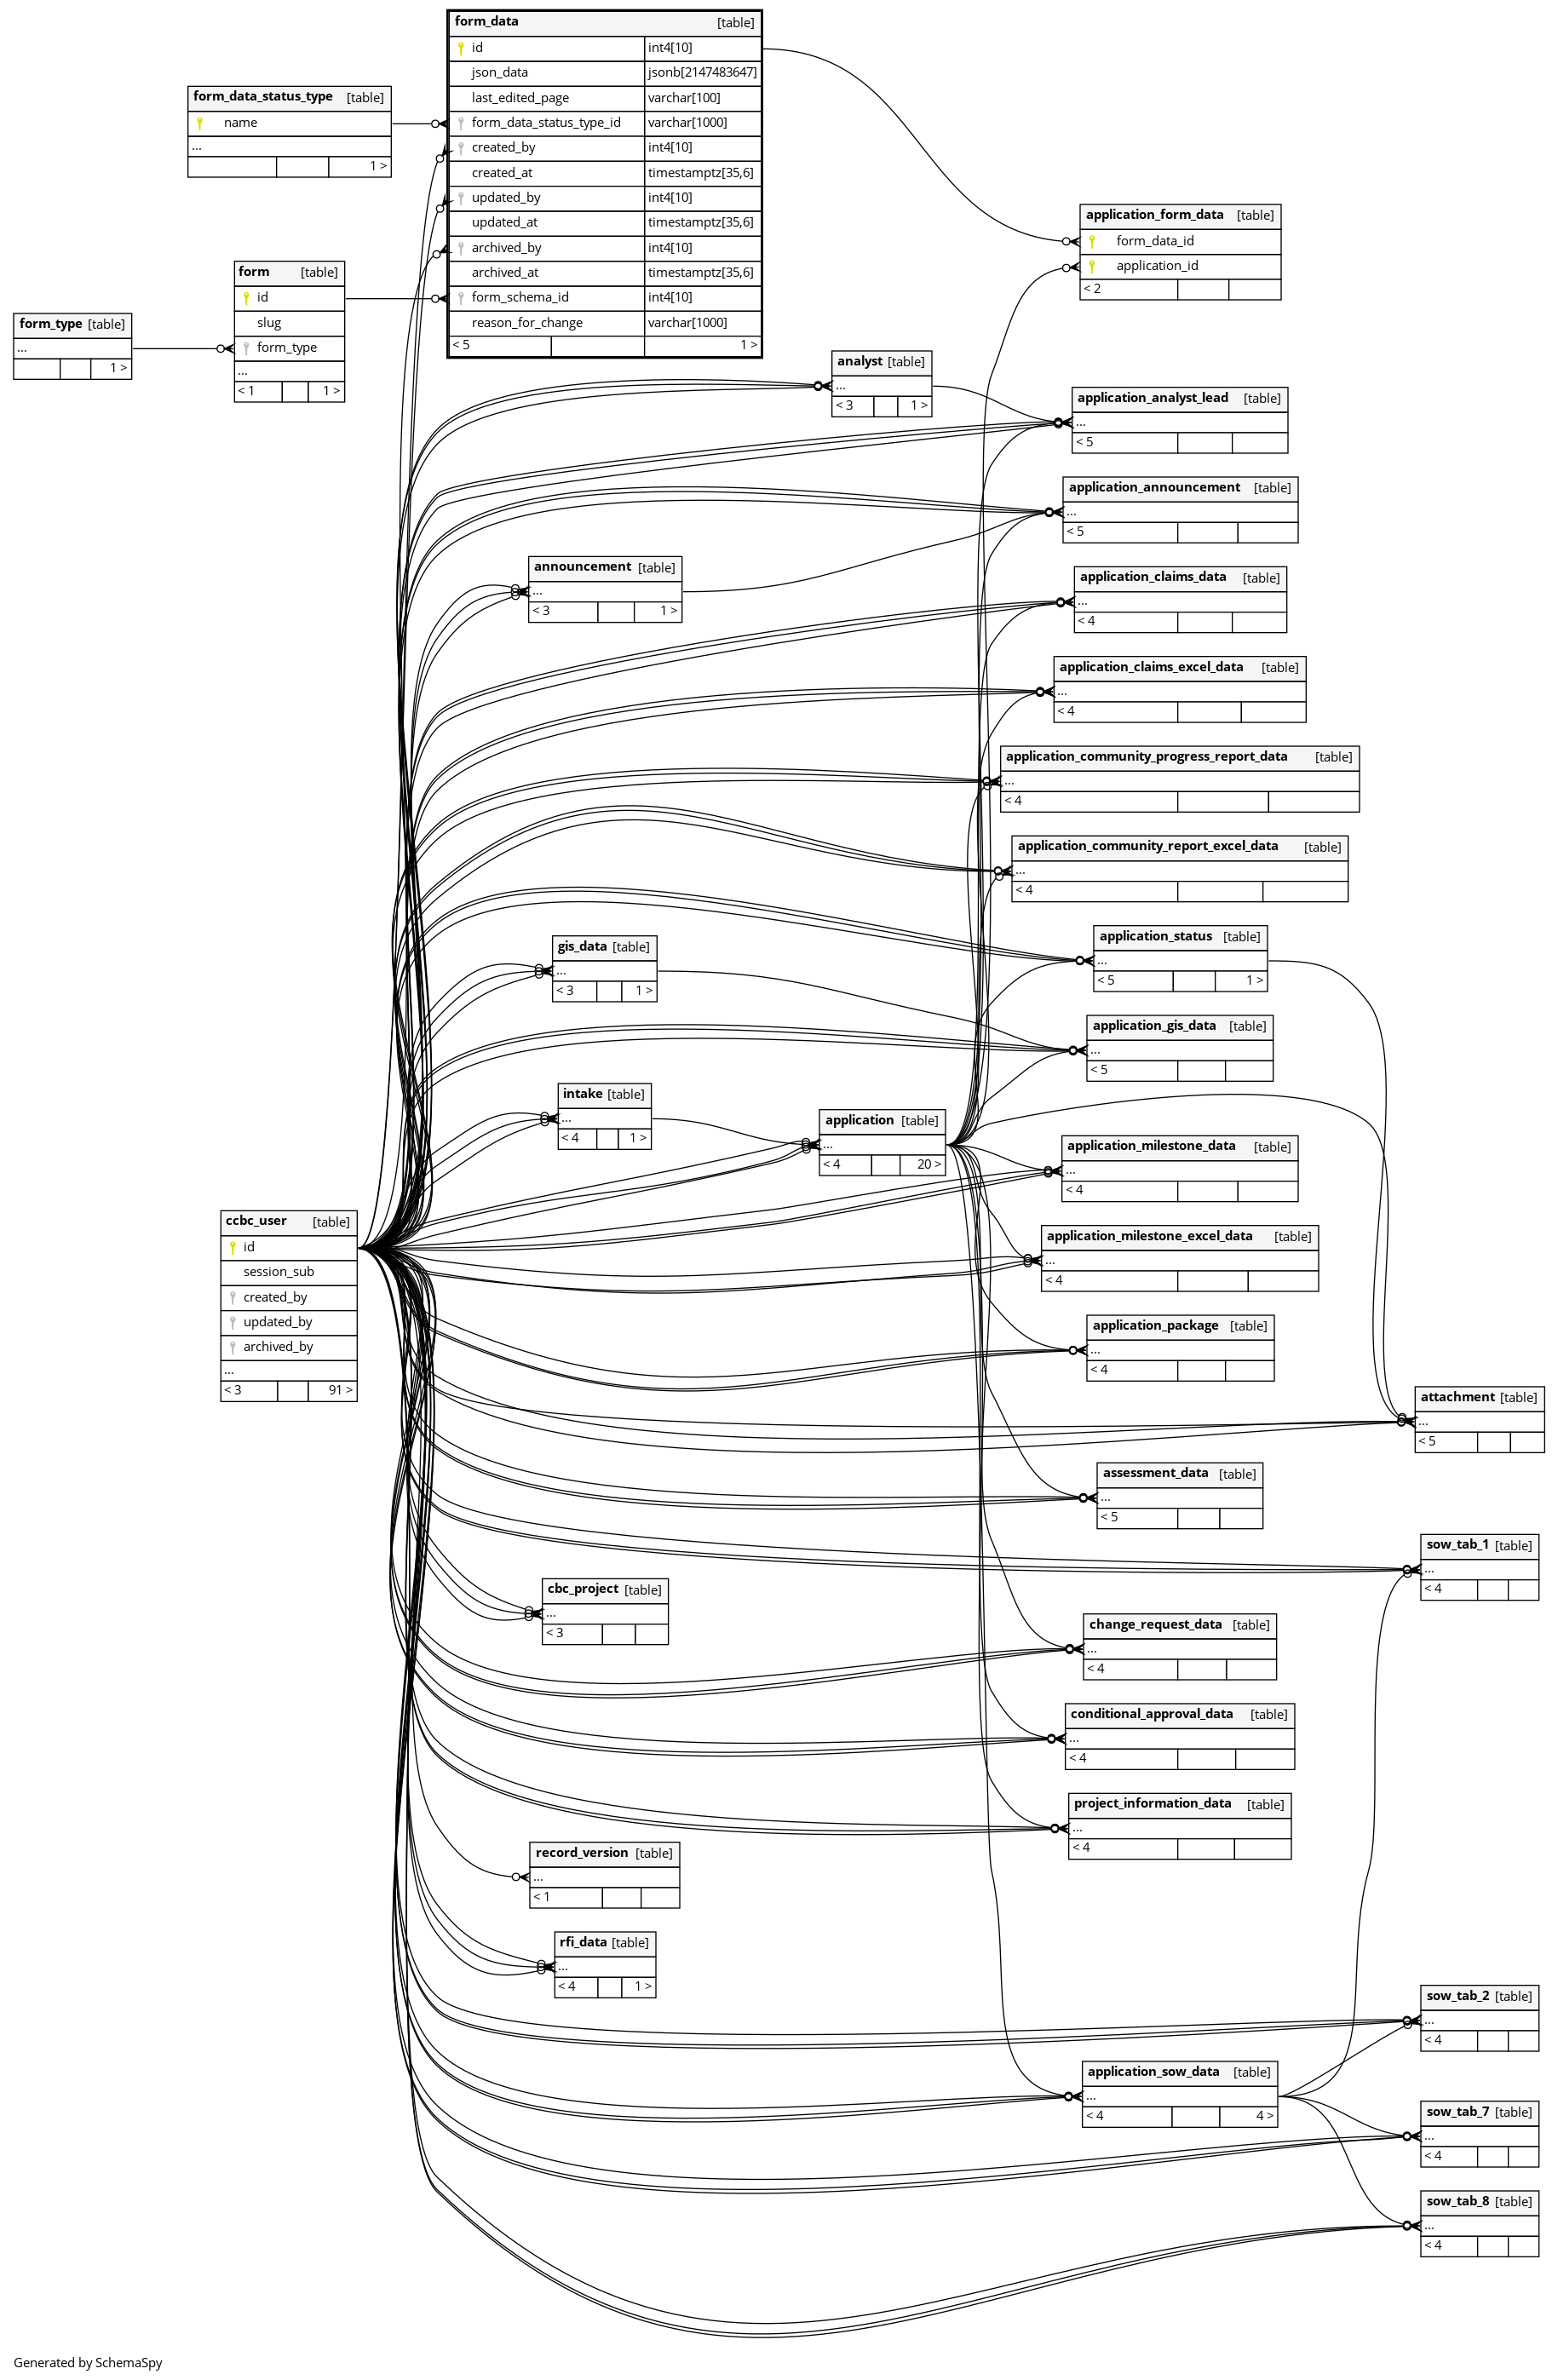 form_data [table]
id int4[10]
json_data jsonb[2147483647]
last_edited_page varchar[100]
form_data_status_type_id varchar[1000]
created_by int4[10]
created_at timestamptz[35,6]
updated_by int4[10]
updated_at timestamptz[35,6]
archived_by int4[10]
archived_at timestamptz[35,6]
form_schema_id int4[10]
reason_for_change varchar[1000]
< 5 1 >
form_data_status_type [table]
name
...
1 >
form [table]
id
slug
form_type
...
< 1 1 >
form_type [table]
...
1 >
application_form_data [table]
form_data_id
application_id
< 2
analyst [table]
...
< 3 1 >
application_analyst_lead [table]
...
< 5
application_announcement [table]
...
< 5
announcement [table]
...
< 3 1 >
application_claims_data [table]
...
< 4
application_claims_excel_data [table]
...
< 4
application_community_progress_report_data [table]
...
< 4
application_community_report_excel_data [table]
...
< 4
application_status [table]
...
< 5 1 >
gis_data [table]
...
< 3 1 >
application_gis_data [table]
...
< 5
intake [table]
...
< 4 1 >
application [table]
...
< 4 20 >
application_milestone_data [table]
...
< 4
ccbc_user [table]
id
session_sub
created_by
updated_by
archived_by
...
< 3 91 >
application_milestone_excel_data [table]
...
< 4
application_package [table]
...
< 4
attachment [table]
...
< 5
assessment_data [table]
...
< 5
sow_tab_1 [table]
...
< 4
cbc_project [table]
...
< 3
change_request_data [table]
...
< 4
conditional_approval_data [table]
...
< 4
project_information_data [table]
...
< 4
record_version [table]
...
< 1
rfi_data [table]
...
< 4 1 >
sow_tab_2 [table]
...
< 4
application_sow_data [table]
...
< 4 4 >
sow_tab_7 [table]
...
< 4
sow_tab_8 [table]
...
< 4
Generated by SchemaSpy